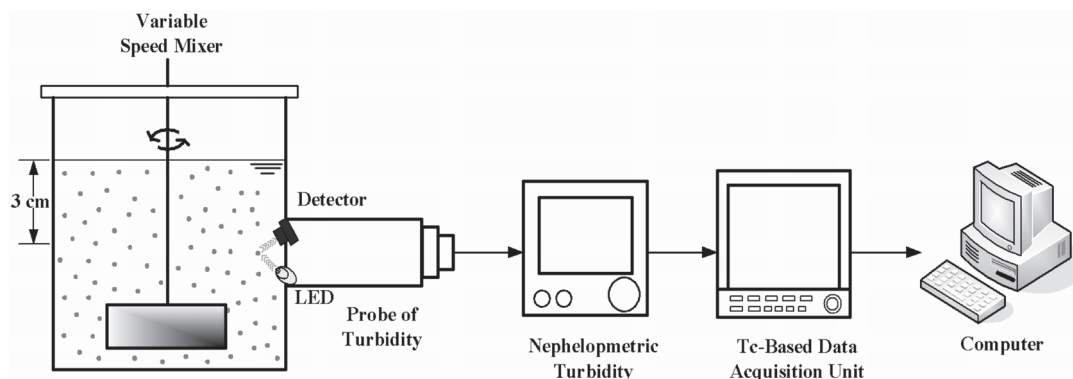 Variable
Speed Mixer
3 cm
Detector
LED
Probe of
Turbidity
Nephelopmetric
Turbidity
Tc-Based Data
Acquisition Unit
Computer